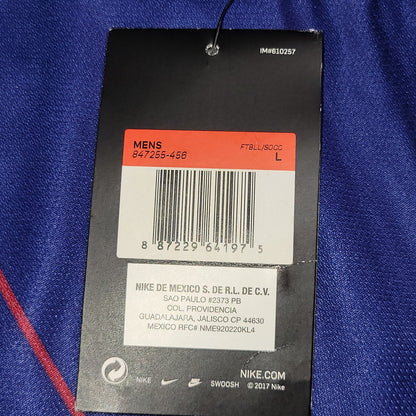 IM#610257
MENS FTBLL/SOCC
847255-456 L
8 87229 64197 5
NIKE DE MEXICO S. DE R.L. DE C.V.
SAO PAULO #2373 PB
COL. PROVIDENCIA
GUADALAJARA, JALISCO CP 44630
MEXICO RFC# NME920220KL4
NIKE.COM
NIKE SWOOSH © 2017 Nike